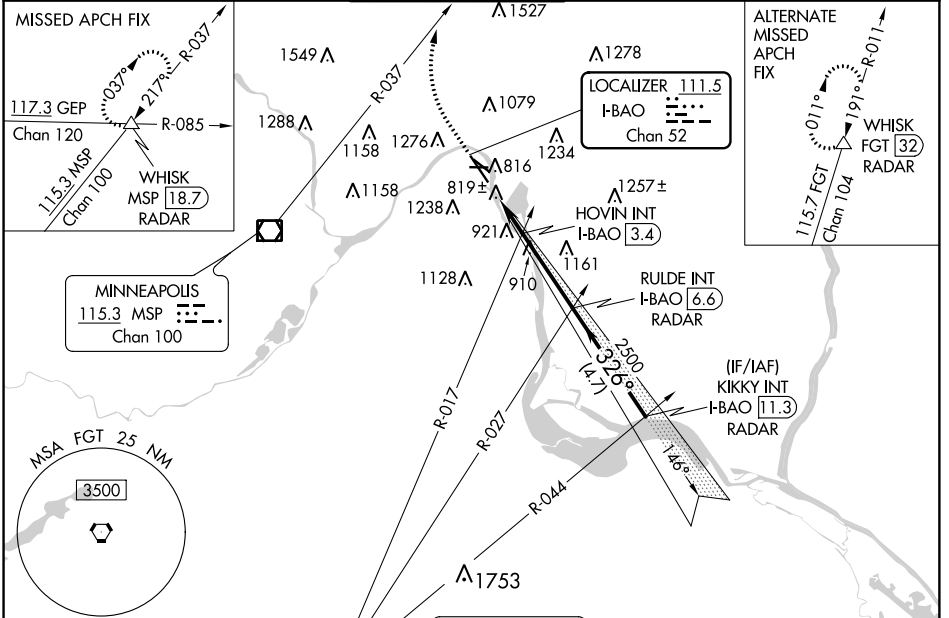 MISSED APCH FIX
R-037
037°
217°
117.3 GEP
Chan 120
R-085
115.3 MSP
Chan 100
WHISK
MSP 18.7
RADAR
1527
1549
1278
R-037
1079
LOCALIZER 111.5
I-BAO
Chan 52
1288
1158
1276
1234
816
1158
819±
1238
1257±
HOVIN INT
I-BAO 3.4
921
910
1161
1128
RULDE INT
I-BAO 6.6
RADAR
ALTERNATE
MISSED
APCH
FIX
R-011
011°
191°
WHISK
FGT 32
RADAR
115.7 FGT
Chan 104
MINNEAPOLIS
115.3 MSP
Chan 100
2500
326°
(4.7)
(IF/IAF)
KIKKY INT
I-BAO 11.3
RADAR
146°
R-017
R-027
R-044
MSA FGT 25 NM
3500
1753